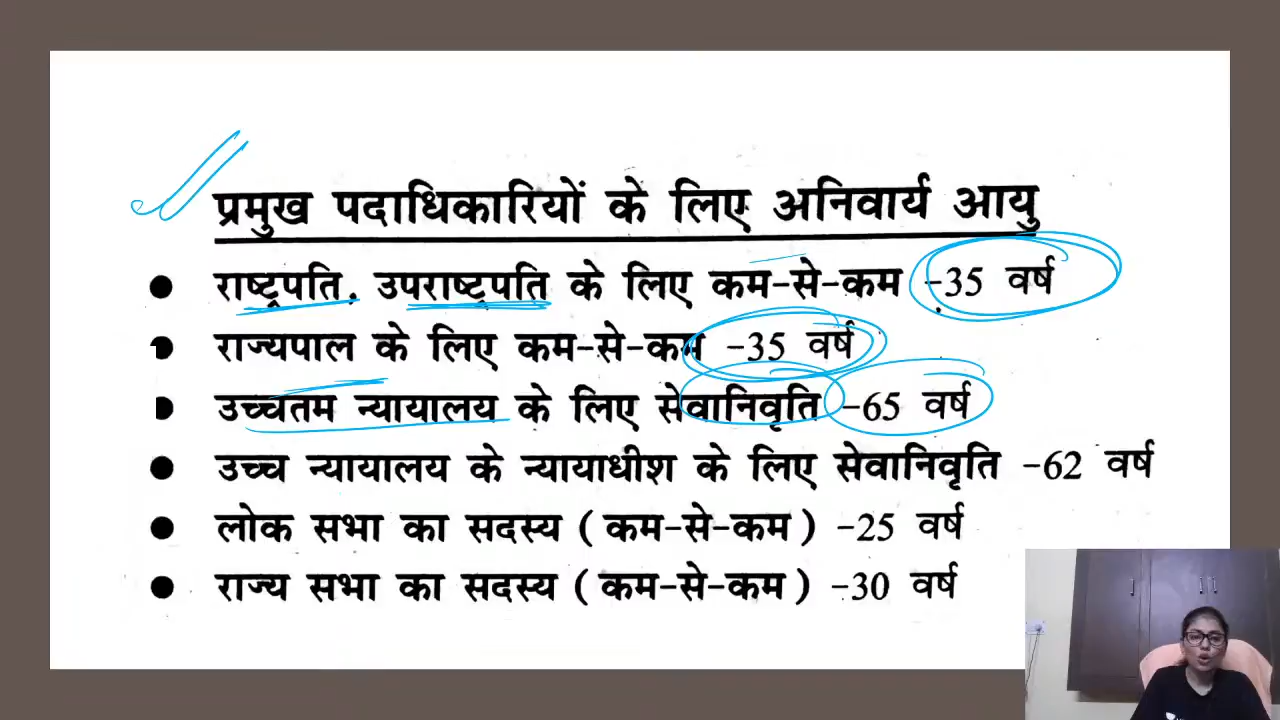 प्रमुख पदाधिकारियों के लिए अनिवार्य आयु
● राष्ट्रपति. उपराष्ट्रपति के लिए कम-से-कम -35 वर्ष
● राज्यपाल के लिए कम-से-कम -35 वर्ष
● उच्चतम न्यायालय के लिए सेवानिवृति -65 वर्ष
● उच्च न्यायालय के न्यायाधीश के लिए सेवानिवृति -62 वर्ष
● लोक सभा का सदस्य (कम-से-कम) -25 वर्ष
● राज्य सभा का सदस्य (कम-से-कम) -30 वर्ष